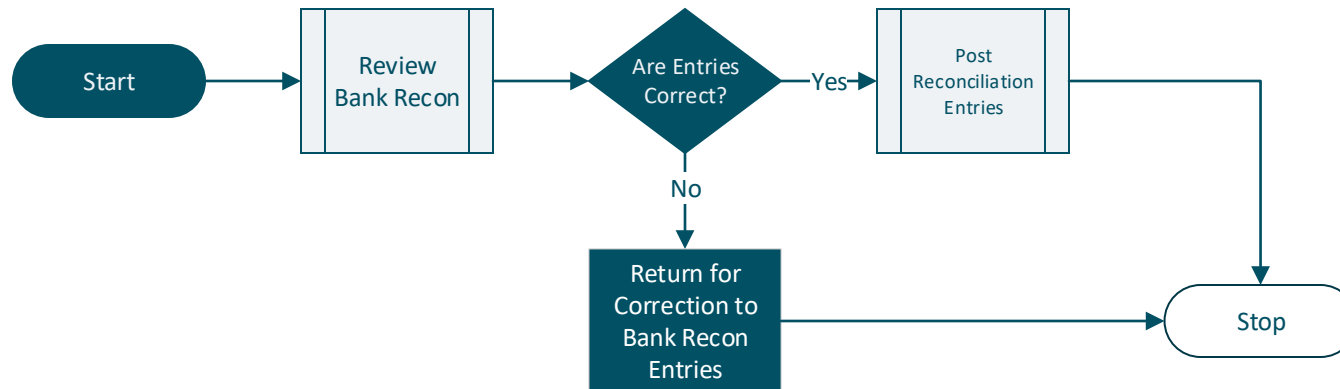 Start
Review
Bank Recon
Are Entries
Correct?
Yes
Post
Reconciliation
Entries
No
Return for
Correction to
Bank Recon
Entries
Stop